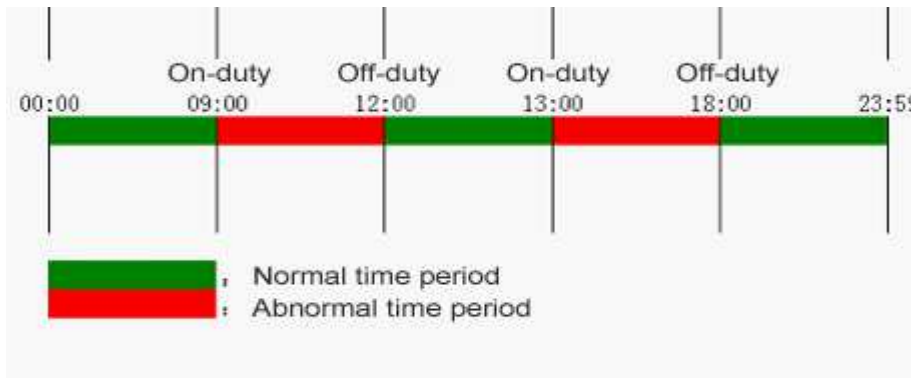 On-duty Off-duty On-duty Off-duty
00:00 09:00 12:00 13:00 18:00 23:59
: Normal time period
: Abnormal time period